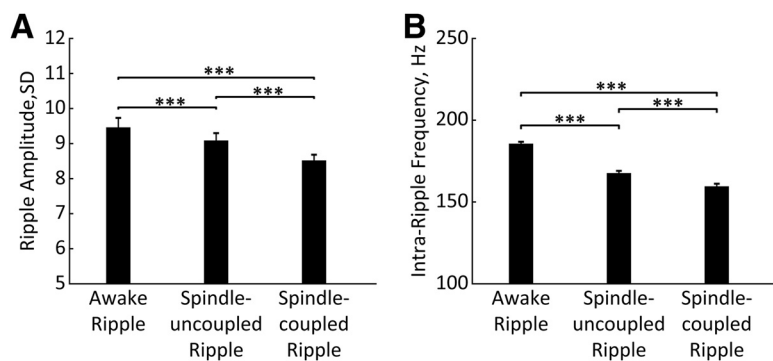 A
Ripple Amplitude,SD
12
11
10
9
8
7
6
5
***
***
***
Awake
Ripple
Spindle-
uncoupled
Ripple
Spindle-
coupled
Ripple
B
Intra-Ripple Frequency, Hz
250
200
150
100
***
***
***
Awake
Ripple
Spindle-
uncoupled
Ripple
Spindle-
coupled
Ripple